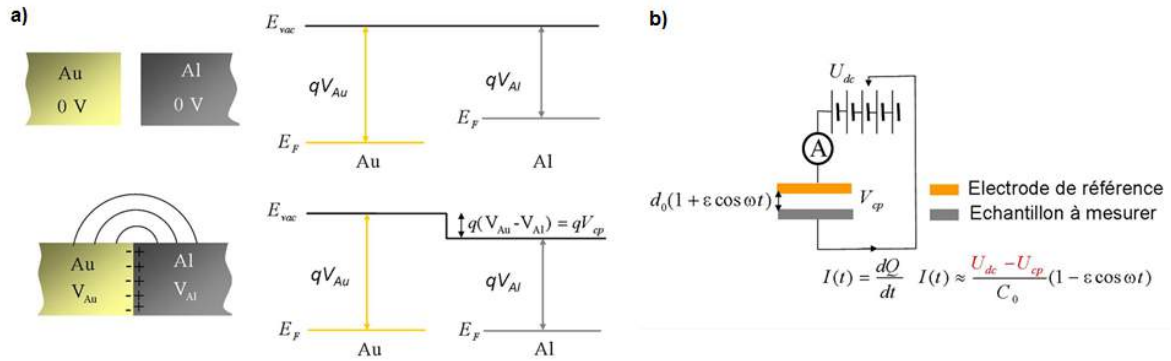 a)
Au
0 V
Al
0 V
E_vac
qV_Au
qV_Al
E_F
E_F
Au
Al
Au
V_Au
Al
V_Al
- + - + - + - + - +
E_vac
q(V_Au -V_Al) = qV_cp
qV_Au
qV_Al
E_F
E_F
Au
Al
b)
U_dc
A
d_0(1 + ε cos ωt)
V_cp
Electrode de référence
Echantillon à mesurer
I(t) = dQ/dt I(t) ≈ (U_dc − U_cp)/C_0 (1 − ε cos ωt)